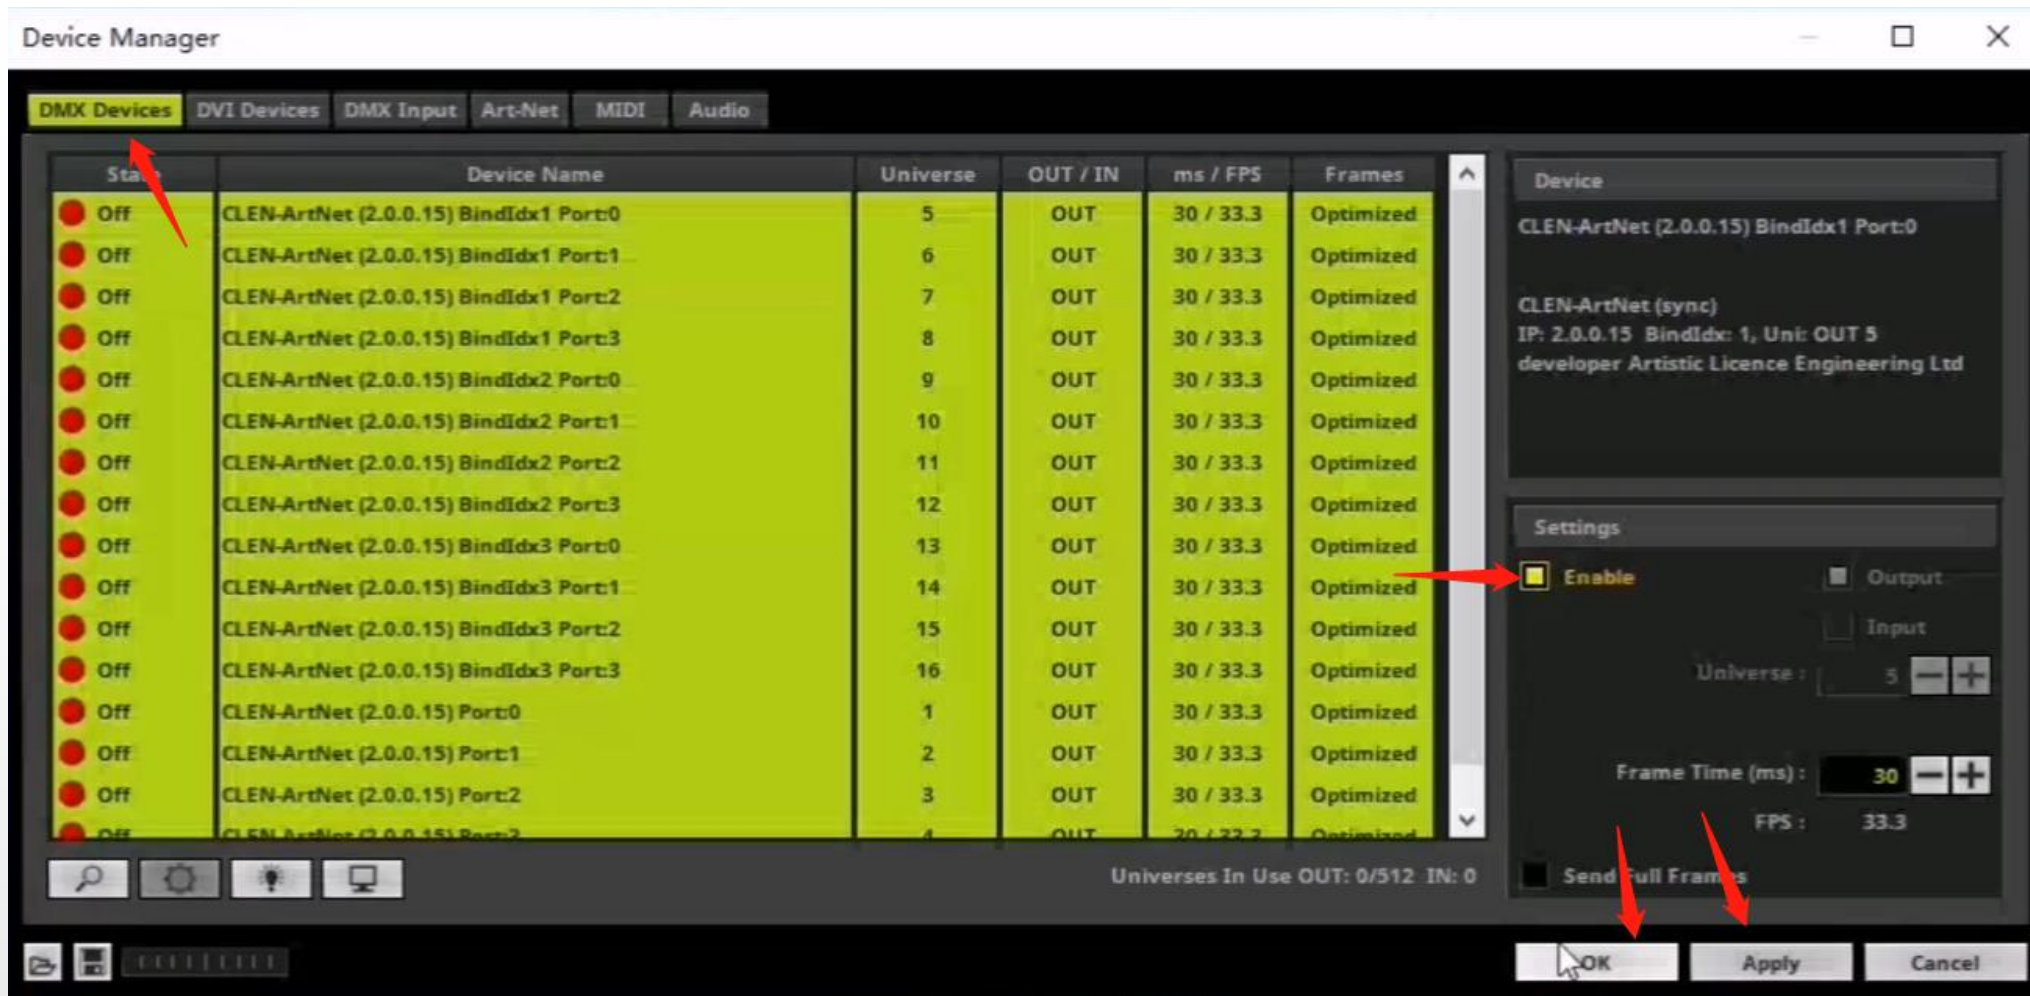 Device Manager
DMX Devices DVI Devices DMX Input Art-Net MIDI Audio
Device Name Universe OUT / IN ms / FPS Frames
Off CLEN-ArtNet (2.0.0.15) BindIdx1 Port:0 5 OUT 30 / 33.3 Optimized
Off CLEN-ArtNet (2.0.0.15) BindIdx1 Port:1 6 OUT 30 / 33.3 Optimized
Off CLEN-ArtNet (2.0.0.15) BindIdx1 Port:2 7 OUT 30 / 33.3 Optimized
Off CLEN-ArtNet (2.0.0.15) BindIdx1 Port:3 8 OUT 30 / 33.3 Optimized
Off CLEN-ArtNet (2.0.0.15) BindIdx2 Port:0 9 OUT 30 / 33.3 Optimized
Off CLEN-ArtNet (2.0.0.15) BindIdx2 Port:1 10 OUT 30 / 33.3 Optimized
Off CLEN-ArtNet (2.0.0.15) BindIdx2 Port:2 11 OUT 30 / 33.3 Optimized
Off CLEN-ArtNet (2.0.0.15) BindIdx2 Port:3 12 OUT 30 / 33.3 Optimized
Off CLEN-ArtNet (2.0.0.15) BindIdx3 Port:0 13 OUT 30 / 33.3 Optimized
Off CLEN-ArtNet (2.0.0.15) BindIdx3 Port:1 14 OUT 30 / 33.3 Optimized
Off CLEN-ArtNet (2.0.0.15) BindIdx3 Port:2 15 OUT 30 / 33.3 Optimized
Off CLEN-ArtNet (2.0.0.15) BindIdx3 Port:3 16 OUT 30 / 33.3 Optimized
Off CLEN-ArtNet (2.0.0.15) Port:0 1 OUT 30 / 33.3 Optimized
Off CLEN-ArtNet (2.0.0.15) Port:1 2 OUT 30 / 33.3 Optimized
Off CLEN-ArtNet (2.0.0.15) Port:2 3 OUT 30 / 33.3 Optimized
Universes In Use OUT: 0/512 IN: 0
Device
CLEN-ArtNet (2.0.0.15) BindIdx1 Port:0
CLEN-ArtNet (sync)
IP: 2.0.0.15 BindIdx: 1, Uni: OUT 5
developer Artistic Licence Engineering Ltd
Settings
Enable Output
Input
Universe : 5
Frame Time (ms) : 30
FPS : 33.3
Send Full Frames
OK Apply Cancel